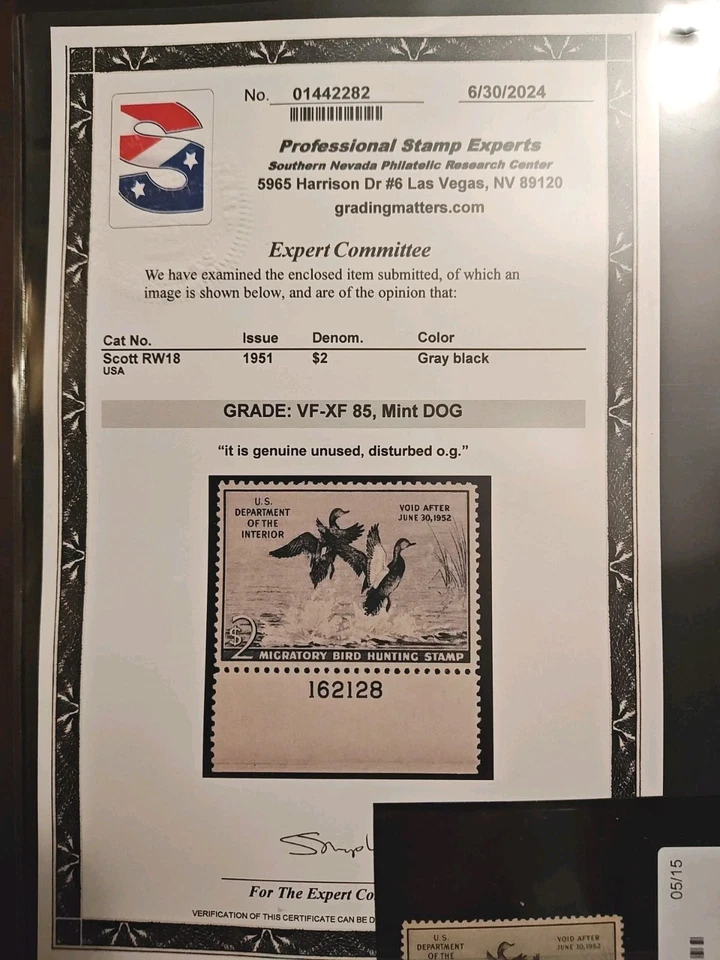 No. 01442282 6/30/2024
Professional Stamp Experts
Southern Nevada Philatelic Research Center
5965 Harrison Dr #6 Las Vegas, NV 89120
gradingmatters.com
Expert Committee
We have examined the enclosed item submitted, of which an
image is shown below, and are of the opinion that:
Cat No. Issue Denom. Color
Scott RW18 1951 $2 Gray black
USA
GRADE: VF-XF 85, Mint DOG
“it is genuine unused, disturbed o.g.”
U.S.
DEPARTMENT
OF THE
INTERIOR
VOID AFTER
JUNE 30, 1952
$2
MIGRATORY BIRD HUNTING STAMP
162128
For The Expert Co
VERIFICATION OF THIS CERTIFICATE CAN BE D
05/15
U.S.
DEPARTMENT
OF THE
VOID AFTER
JUNE 30, 1952